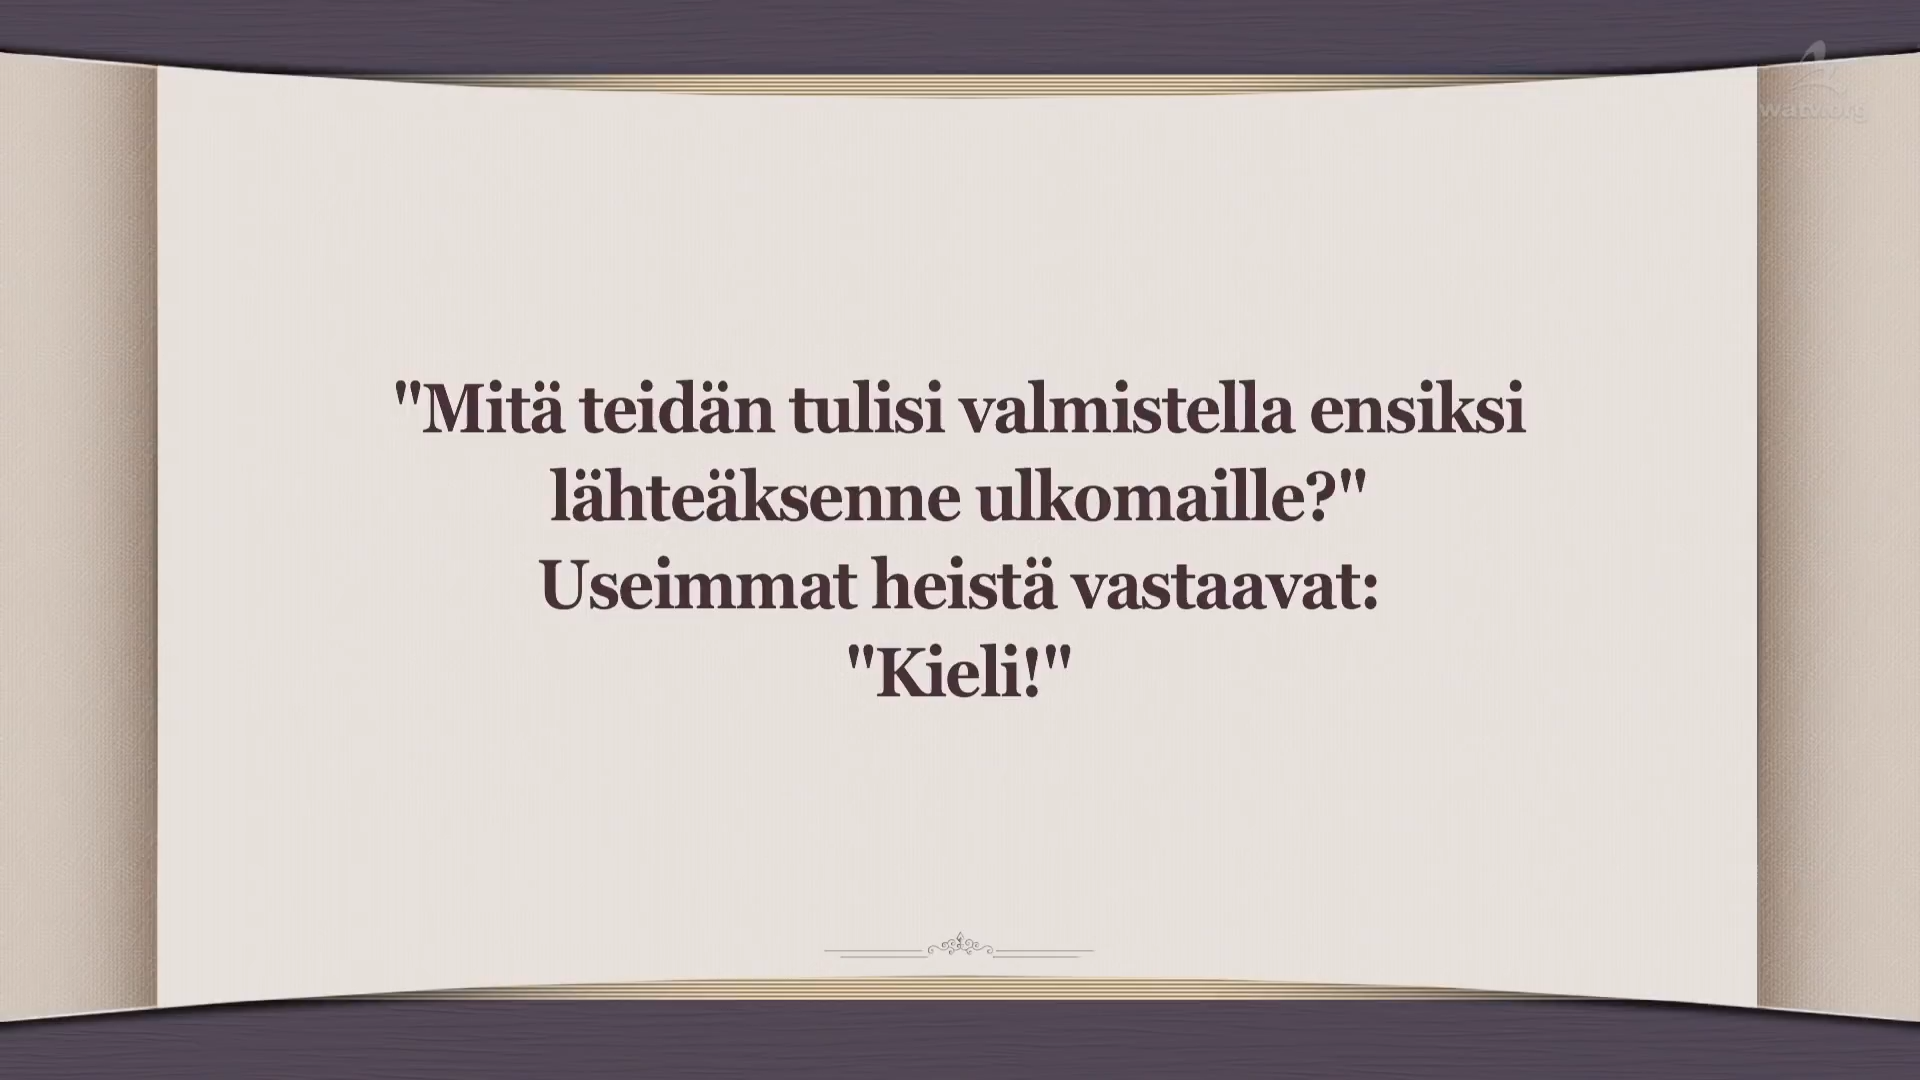 watv.org
"Mitä teidän tulisi valmistella ensiksi
lähteäksenne ulkomaille?"
Useimmat heistä vastaavat:
"Kieli!"